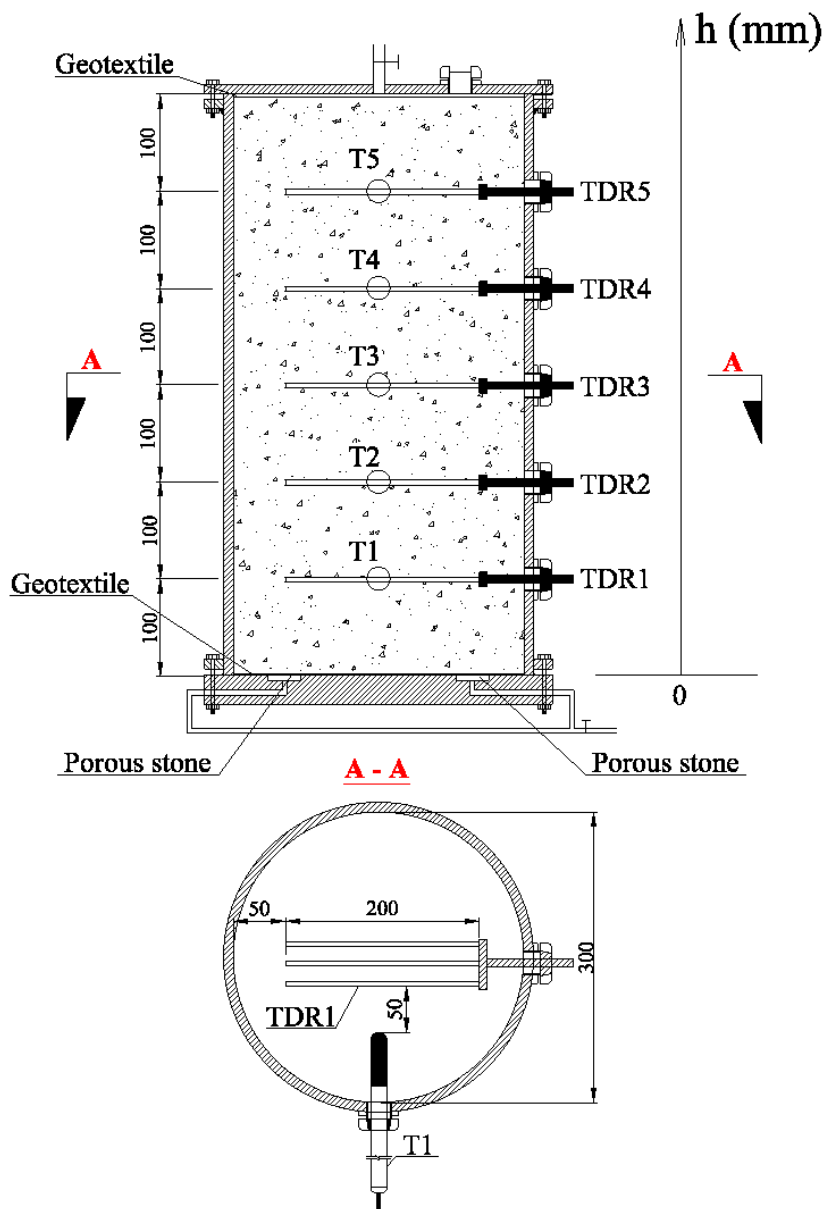 h (mm)
Geotextile
100
T5
TDR5
100
T4
TDR4
100
A
T3
A
TDR3
100
T2
TDR2
100
T1
TDR1
Geotextile
100
0
Porous stone
A - A
Porous stone
50
200
300
TDR1
50
T1